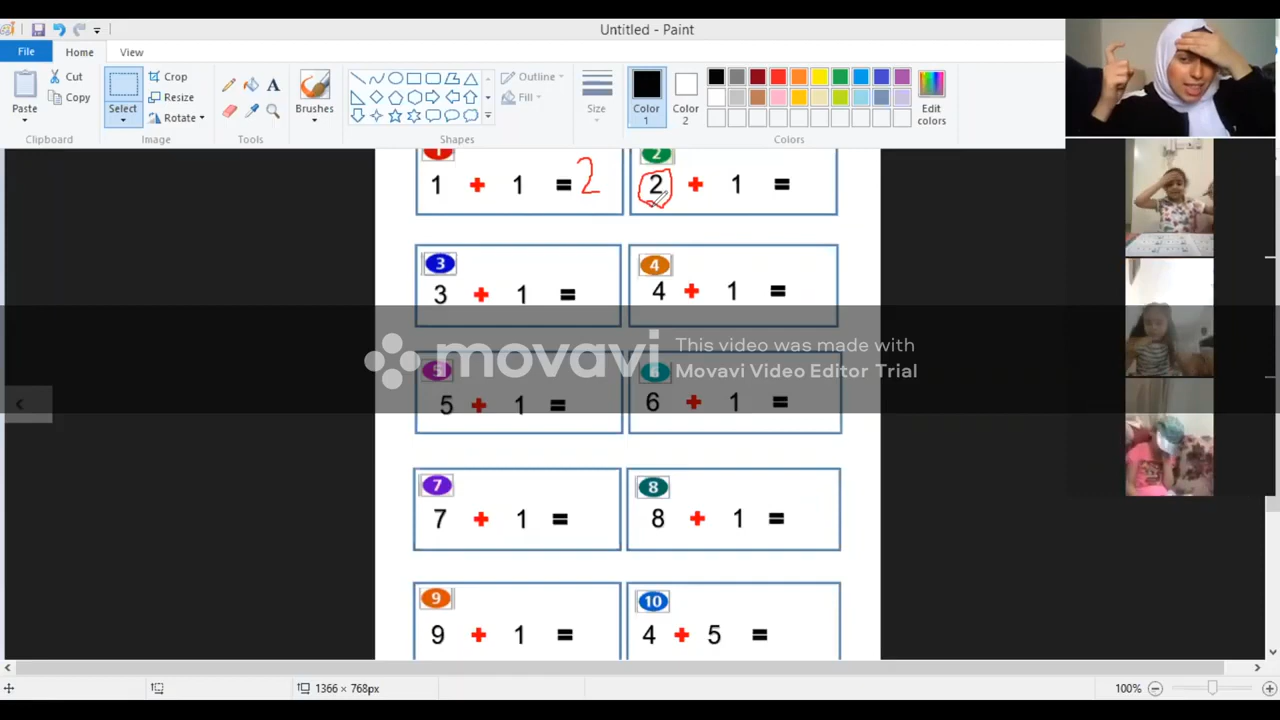 Untitled - Paint
File
Home
View
Paste
Cut
Copy
Clipboard
Select
Crop
Resize
Rotate
Image
A
Tools
Brushes
Outline
Fill
Shapes
Size
Color
1
Color
2
Edit
colors
Colors
1
1 + 1 = 2
2
2 + 1 =
3
3 + 1 =
4
4 + 1 =
movavi
This video was made with
Movavi Video Editor Trial
5
5 + 1 =
6
6 + 1 =
7
7 + 1 =
8
8 + 1 =
9
9 + 1 =
10
4 + 5 =
1366 × 768px
100%